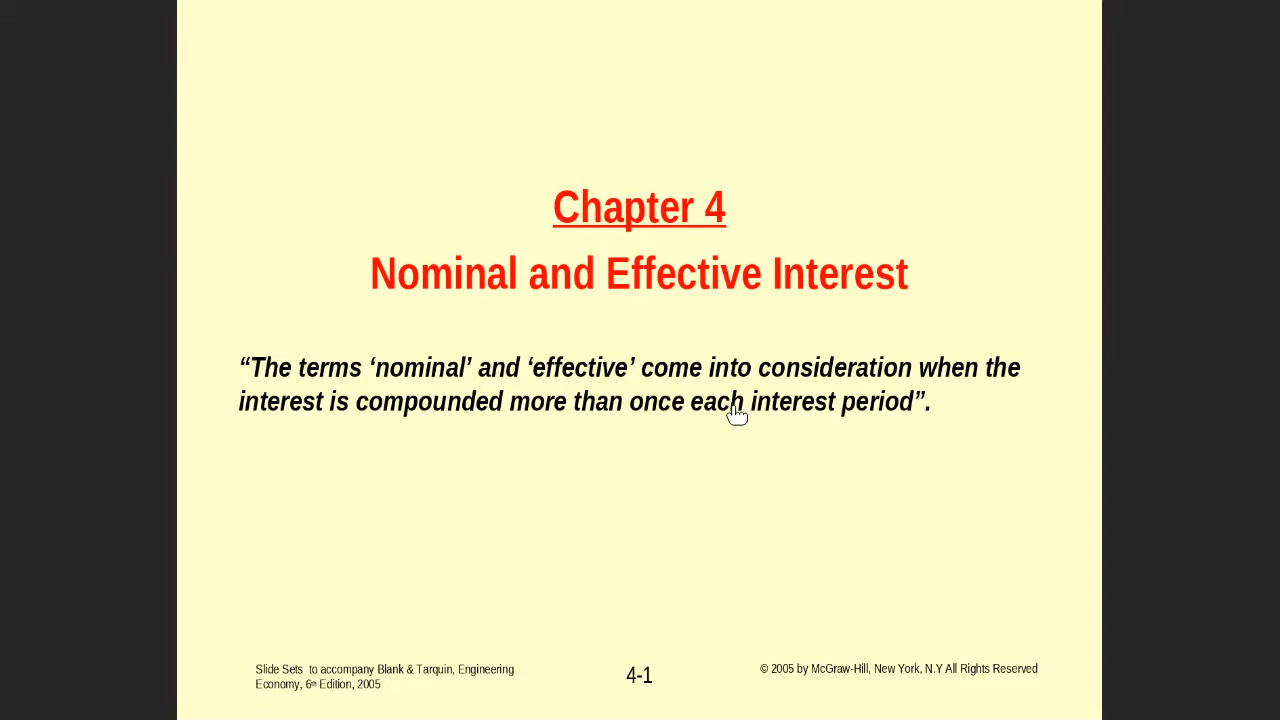 Chapter 4
Nominal and Effective Interest
“The terms ‘nominal’ and ‘effective’ come into consideration when the
interest is compounded more than once each interest period”.
Slide Sets  to accompany Blank & Tarquin, Engineering
Economy, 6th Edition, 2005
4-1
© 2005 by McGraw-Hill, New York, N.Y All Rights Reserved